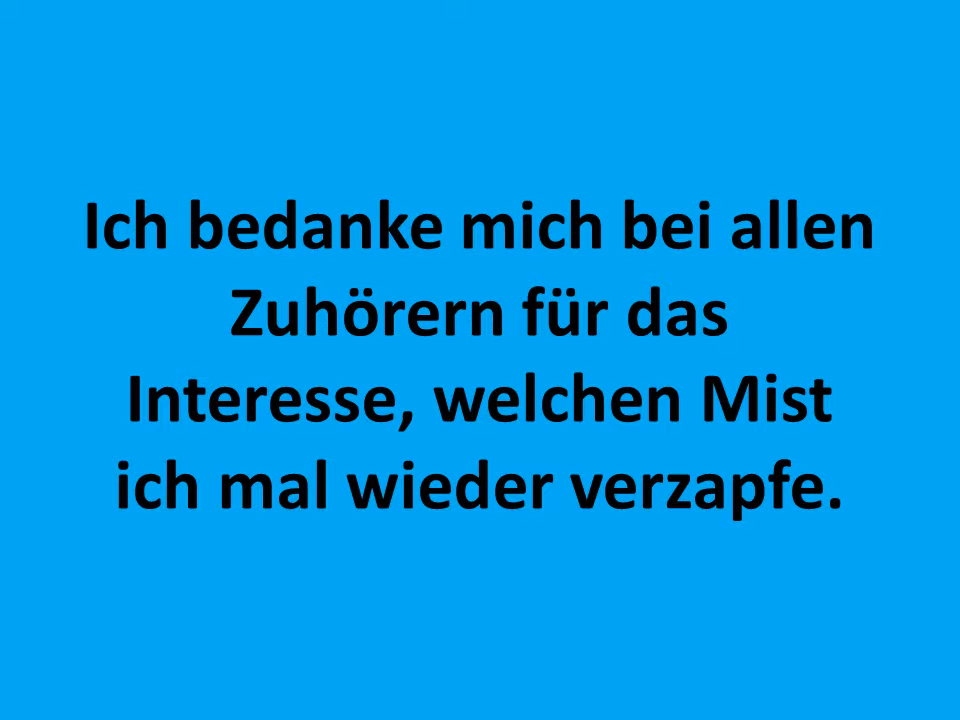 Ich bedanke mich bei allen
Zuhörern für das
Interesse, welchen Mist
ich mal wieder verzapfe.